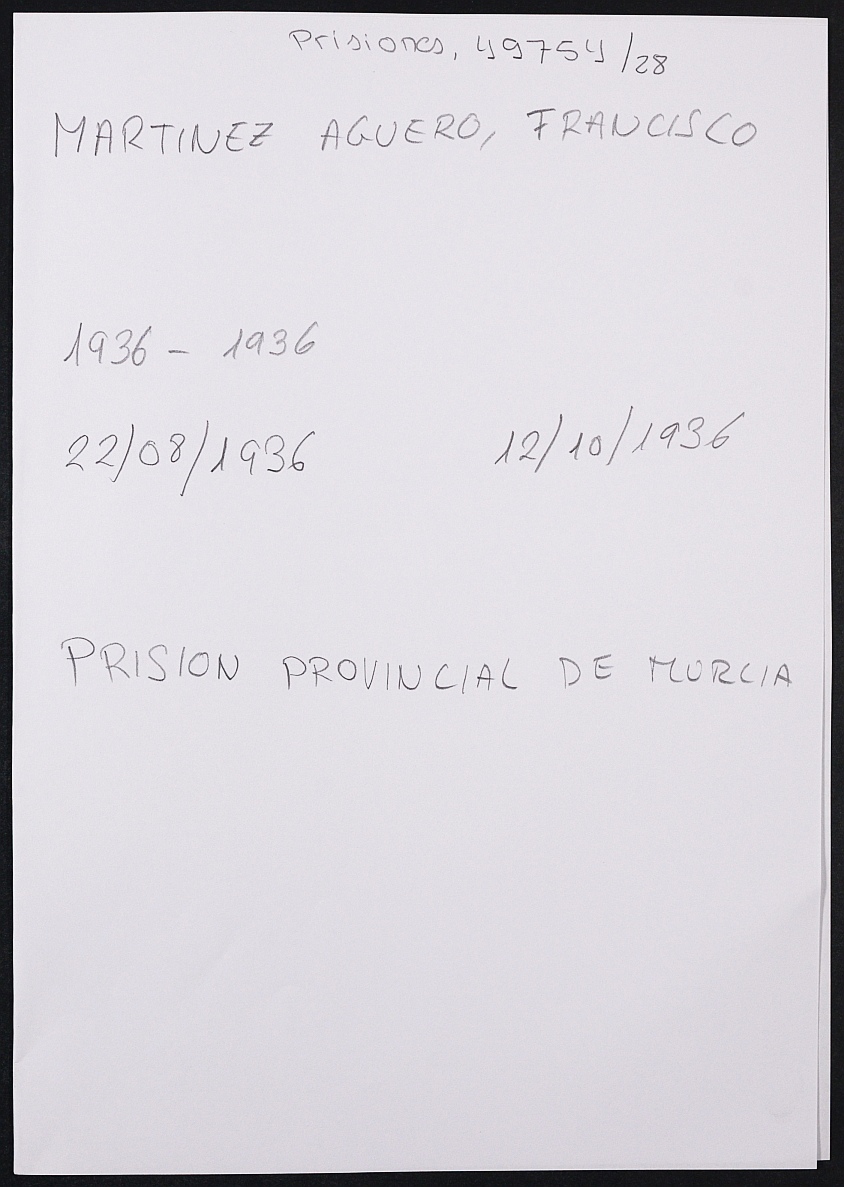 Prisiones, 49754/28
MARTINEZ AGUERO, FRANCISCO
1936 - 1936
22/08/1936 12/10/1936
PRISION PROVINCIAL DE MURCIA